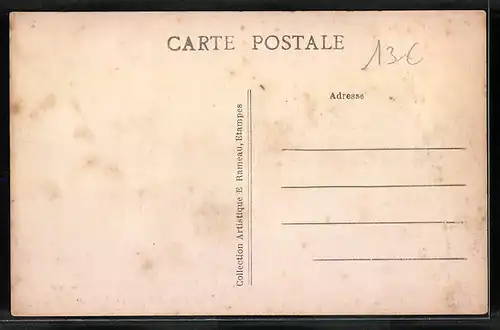 CARTE POSTALE
13€
Adresse
Collection Artistique E Rameau, Etampes